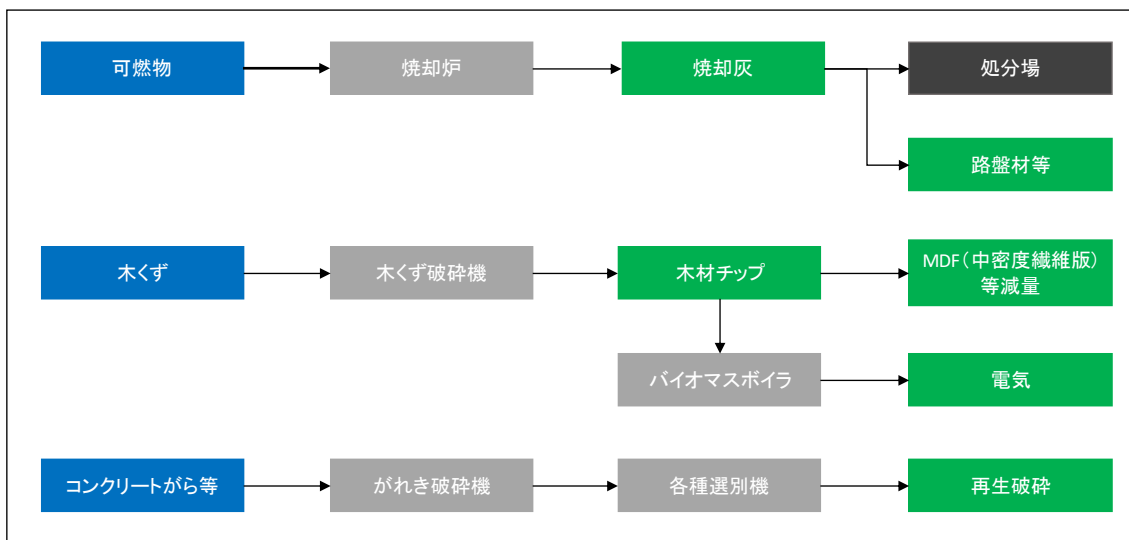 可燃物
焼却炉
焼却灰
処分場
路盤材等
木くず
木くず破砕機
木材チップ
MDF(中密度繊維版)
等減量
バイオマスボイラ
電気
コンクリートがら等
がれき破砕機
各種選別機
再生破砕